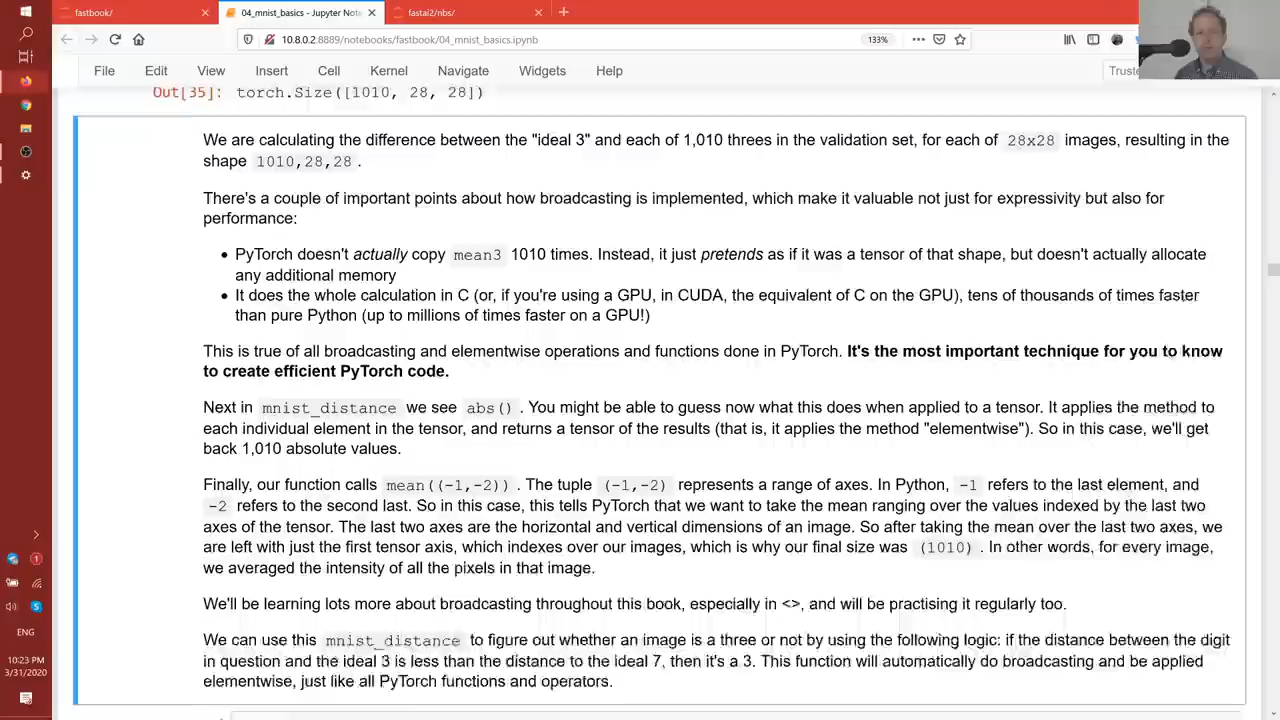 fastbook/
04_mnist_basics - Jupyter Not
fastai2/nbs/
10.8.0.2:8889/notebooks/fastbook/04_mnist_basics.ipynb
133%
File Edit View Insert Cell Kernel Navigate Widgets Help
Truste
Out[35]: torch.Size([1010, 28, 28])
We are calculating the difference between the "ideal 3" and each of 1,010 threes in the validation set, for each of 28x28 images, resulting in the
shape 1010,28,28 .
There's a couple of important points about how broadcasting is implemented, which make it valuable not just for expressivity but also for
performance:
• PyTorch doesn't actually copy mean3 1010 times. Instead, it just pretends as if it was a tensor of that shape, but doesn't actually allocate
any additional memory
• It does the whole calculation in C (or, if you're using a GPU, in CUDA, the equivalent of C on the GPU), tens of thousands of times faster
than pure Python (up to millions of times faster on a GPU!)
This is true of all broadcasting and elementwise operations and functions done in PyTorch. It's the most important technique for you to know
to create efficient PyTorch code.
Next in mnist_distance we see abs() . You might be able to guess now what this does when applied to a tensor. It applies the method to
each individual element in the tensor, and returns a tensor of the results (that is, it applies the method "elementwise"). So in this case, we'll get
back 1,010 absolute values.
Finally, our function calls mean((-1,-2)) . The tuple (-1,-2) represents a range of axes. In Python, -1 refers to the last element, and
-2 refers to the second last. So in this case, this tells PyTorch that we want to take the mean ranging over the values indexed by the last two
axes of the tensor. The last two axes are the horizontal and vertical dimensions of an image. So after taking the mean over the last two axes, we
are left with just the first tensor axis, which indexes over our images, which is why our final size was (1010) . In other words, for every image,
we averaged the intensity of all the pixels in that image.
We'll be learning lots more about broadcasting throughout this book, especially in <>, and will be practising it regularly too.
We can use this mnist_distance to figure out whether an image is a three or not by using the following logic: if the distance between the digit
in question and the ideal 3 is less than the distance to the ideal 7, then it's a 3. This function will automatically do broadcasting and be applied
elementwise, just like all PyTorch functions and operators.
ENG
10:23 PM
3/31/2020